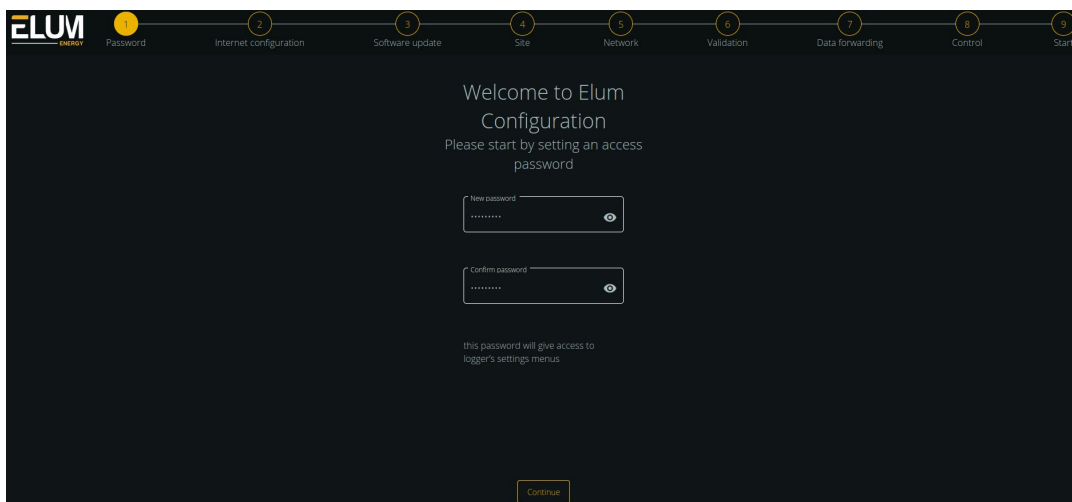 ELUM
ENERGY
1 2 3 4 5 6 7 8 9
Password Internet configuration Software update Site Network Validation Data forwarding Control Start
Welcome to Elum
Configuration
Please start by setting an access
password
New password
·········
Confirm password
·········
this password will give access to
logger's settings menus
Continue